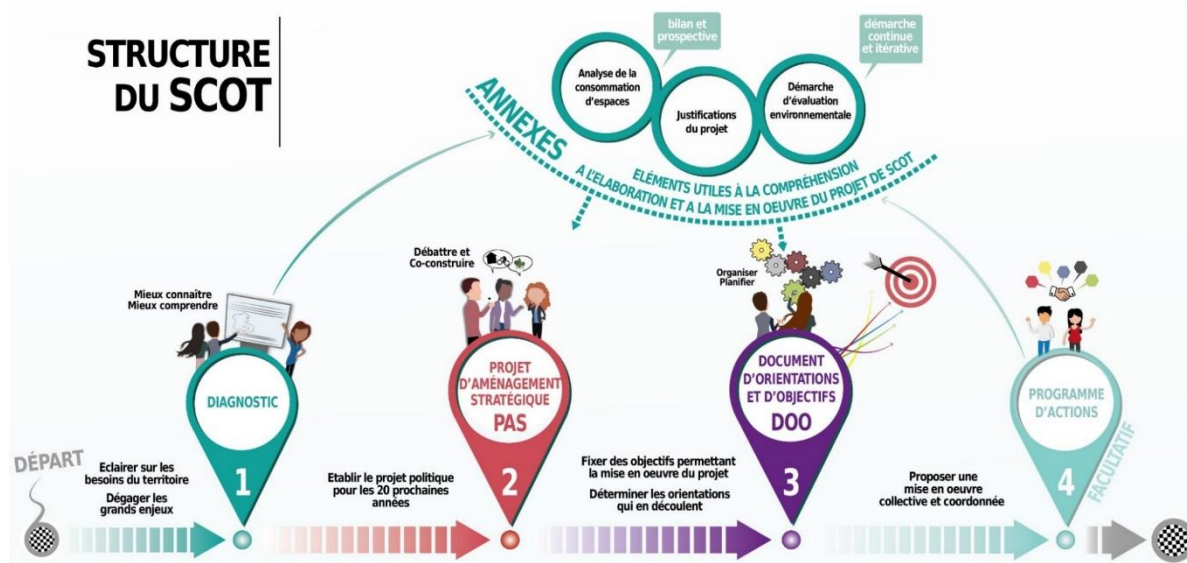 STRUCTURE
DU SCOT
bilan et
prospective
démarche
continue
et itérative
Analyse de la
consommation
d'espaces
Justifications
du projet
Démarche
d'évaluation
environnementale
ANNEXES
ELÉMENTS UTILES À LA COMPRÉHENSION
A L'ELABORATION ET A LA MISE EN OEUVRE DU PROJET DE SCOT
Mieux connaître
Mieux comprendre
Débattre et
Co-construire
Organiser
Planifier
DIAGNOSTIC
1
PROJET
D'AMÉNAGEMENT
STRATÉGIQUE
PAS
2
DOCUMENT
D'ORIENTATIONS
ET D'OBJECTIFS
DOO
3
PROGRAMME
D'ACTIONS
4
FACULTATIF
DÉPART
Eclairer sur les
besoins du territoire
Dégager les
grands enjeux
Etablir le projet politique
pour les 20 prochaines
années
Fixer des objectifs permettant
la mise en oeuvre du projet
Déterminer les orientations
qui en découlent
Proposer une
mise en oeuvre
collective et coordonnée